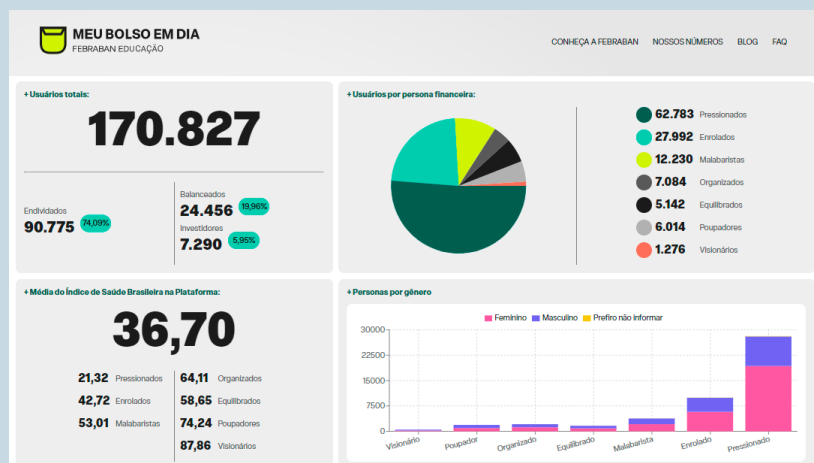 MEU BOLSO EM DIA
FEBRABAN EDUCAÇÃO
CONHEÇA A FEBRABAN NOSSOS NÚMEROS BLOG FAQ
+ Usuários totais:
170.827
Endividados
90.775 74,09%
Balanceados
24.456 19,96%
Investidores
7.290 5,95%
+ Usuários por persona financeira:
62.783 Pressionados
27.992 Enrolados
12.230 Malabaristas
7.084 Organizados
5.142 Equilibrados
6.014 Poupadores
1.276 Visionários
+ Média do Índice de Saúde Brasileira na Plataforma:
36,70
21,32 Pressionados
42,72 Enrolados
53,01 Malabaristas
64,11 Organizados
58,65 Equilibrados
74,24 Poupadores
87,86 Visionários
+ Personas por gênero
Feminino Masculino Prefiro não informar
30000
22500
15000
7500
0
Visionário Poupador Organizado Equilibrado Malabarista Enrolado Pressionado